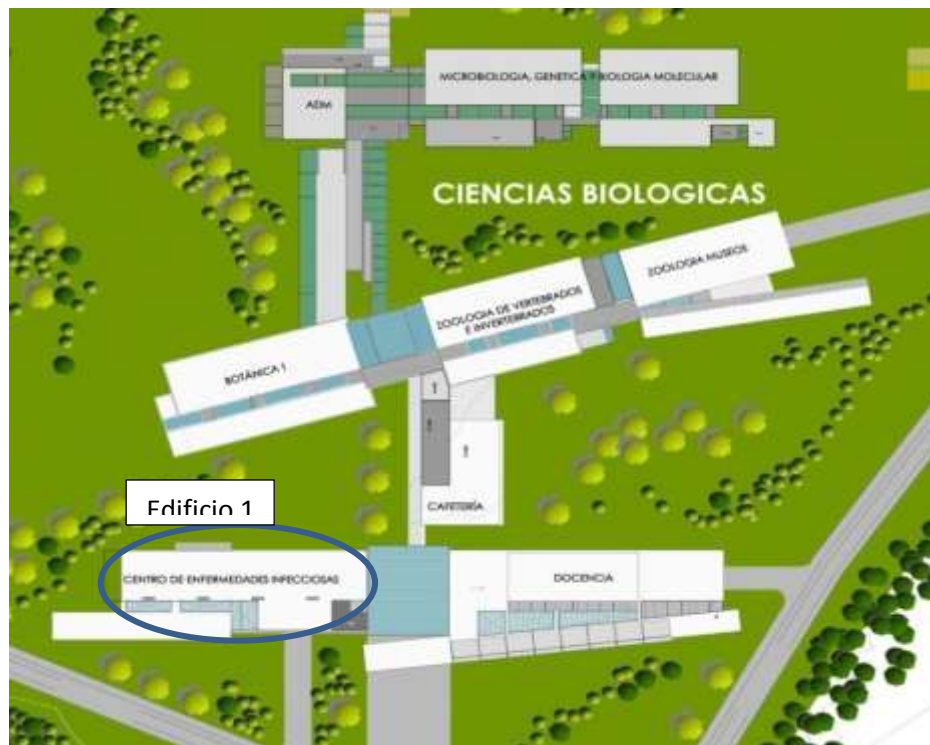 MICROBIOLOGIA, GENETICA Y BIOLOGIA MOLECULAR
ADM
CIENCIAS BIOLOGICAS
ZOOLOGIA MUSEOS
ZOOLOGIA DE VERTEBRADOS
E INVERTEBRADOS
BOTÁNICA 1
CAFETERÍA
Edificio 1
CENTRO DE ENFERMEDADES INFECCIOSAS
DOCENCIA